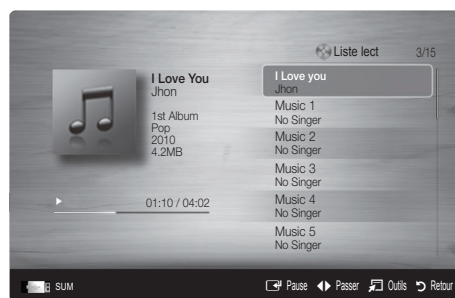 Liste lect 3/15
I Love You
Jhon
1st Album
Pop
2010
4.2MB
01:10 / 04:02
I Love you
Jhon
Music 1
No Singer
Music 2
No Singer
Music 3
No Singer
Music 4
No Singer
Music 5
No Singer
SUM
Pause Passer Outils Retour